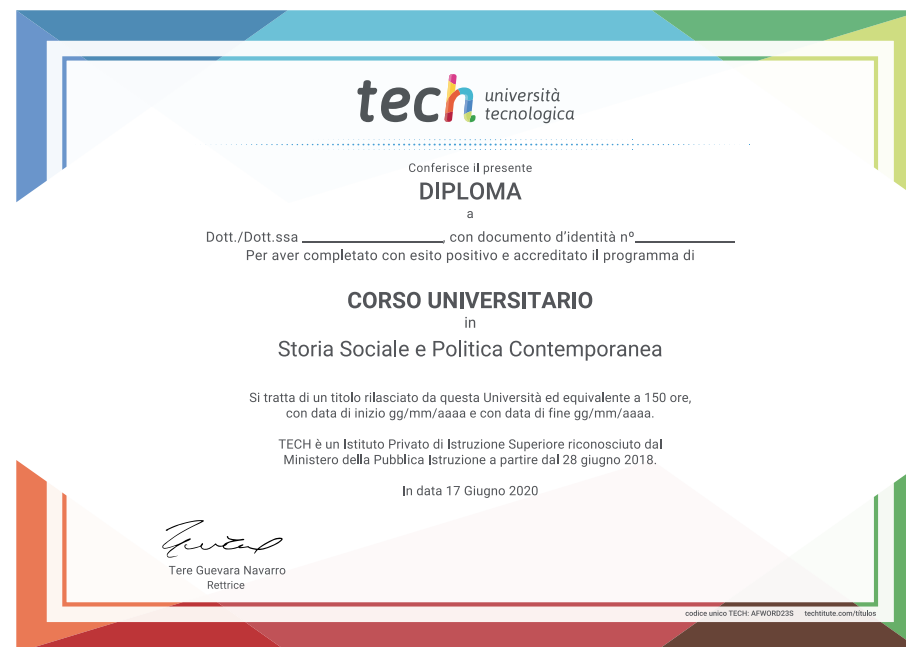 tech università
tecnologica
Conferisce il presente
DIPLOMA
a
Dott./Dott.ssa ____________________, con documento d'identità nº______________
Per aver completato con esito positivo e accreditato il programma di
CORSO UNIVERSITARIO
in
Storia Sociale e Politica Contemporanea
Si tratta di un titolo rilasciato da questa Università ed equivalente a 150 ore,
con data di inizio gg/mm/aaaa e con data di fine gg/mm/aaaa.
TECH è un Istituto Privato di Istruzione Superiore riconosciuto dal
Ministero della Pubblica Istruzione a partire dal 28 giugno 2018.
In data 17 Giugno 2020
Tere Guevara Navarro
Rettrice
codice unico TECH: AFWORD23S techtitute.com/titulos